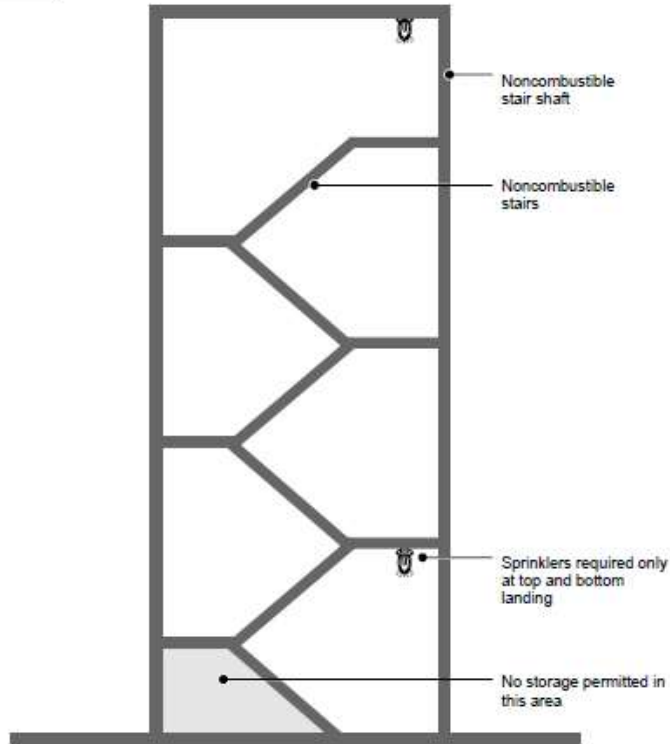 Noncombustible
stair shaft
Noncombustible
stairs
Sprinklers required only
at top and bottom
landing
No storage permitted in
this area